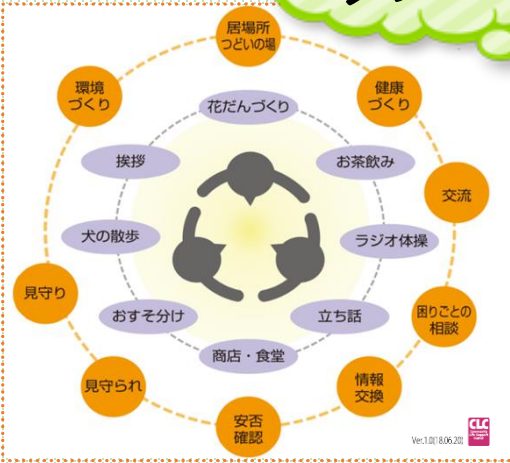 居場所
つどいの場
健康
づくり
交流
困りごとの
相談
情報
交換
安否
確認
見守られ
見守り
環境
づくり
花だんづくり
お茶飲み
ラジオ体操
立ち話
商店・食堂
おすそ分け
犬の散歩
挨拶
Ver.1.0(18.06.20)
CLC